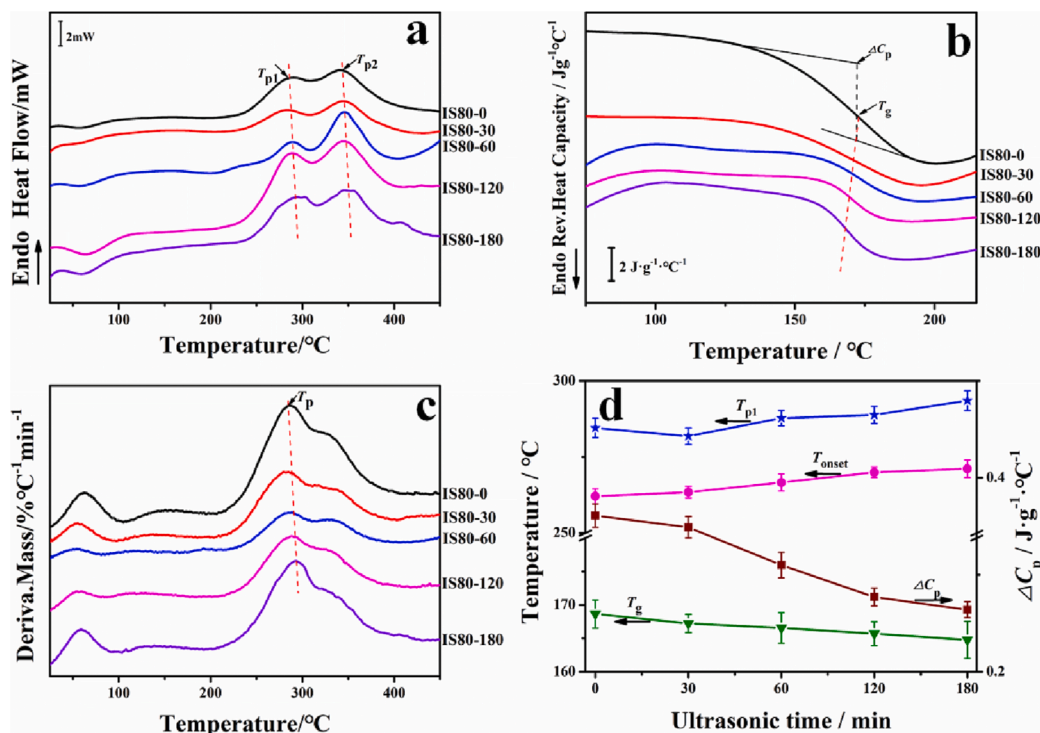 a
2mW
Tp1
Tp2
IS80-0
IS80-30
IS80-60
IS80-120
IS80-180
Endo Heat Flow/mW
100 200 300 400
Temperature/°C
b
ΔCp
Tg
IS80-0
IS80-30
IS80-60
IS80-120
IS80-180
2 J·g⁻¹·°C⁻¹
Endo Rev.Heat Capacity / Jg⁻¹°C⁻¹
100 150 200
Temperature / °C
c
Tp
IS80-0
IS80-30
IS80-60
IS80-120
IS80-180
Deriva.Mass/%°C⁻¹min⁻¹
100 200 300 400
Temperature/°C
d
300
250
170
160
Temperature / °C
Tp1
Tonset
ΔCp
Tg
0.4
0.2
ΔCp / J·g⁻¹·°C⁻¹
0 30 60 120 180
Ultrasonic time / min